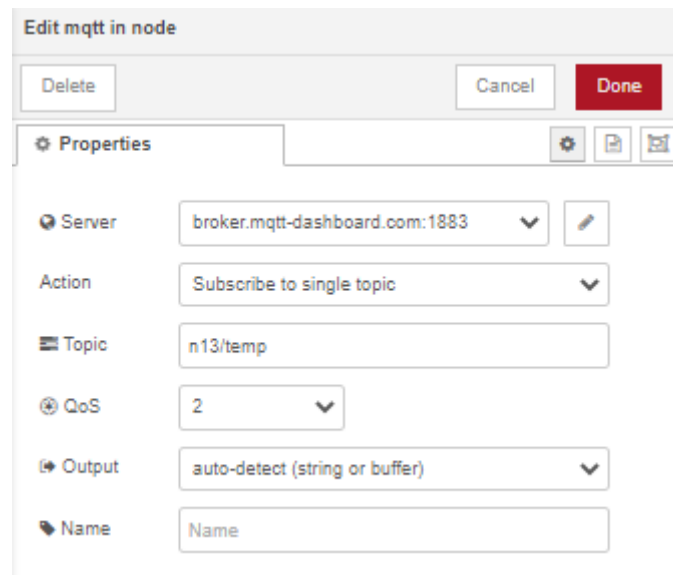 Edit mqtt in node
Delete Cancel Done
Properties
Server broker.mqtt-dashboard.com:1883
Action Subscribe to single topic
Topic n13/temp
QoS 2
Output auto-detect (string or buffer)
Name Name